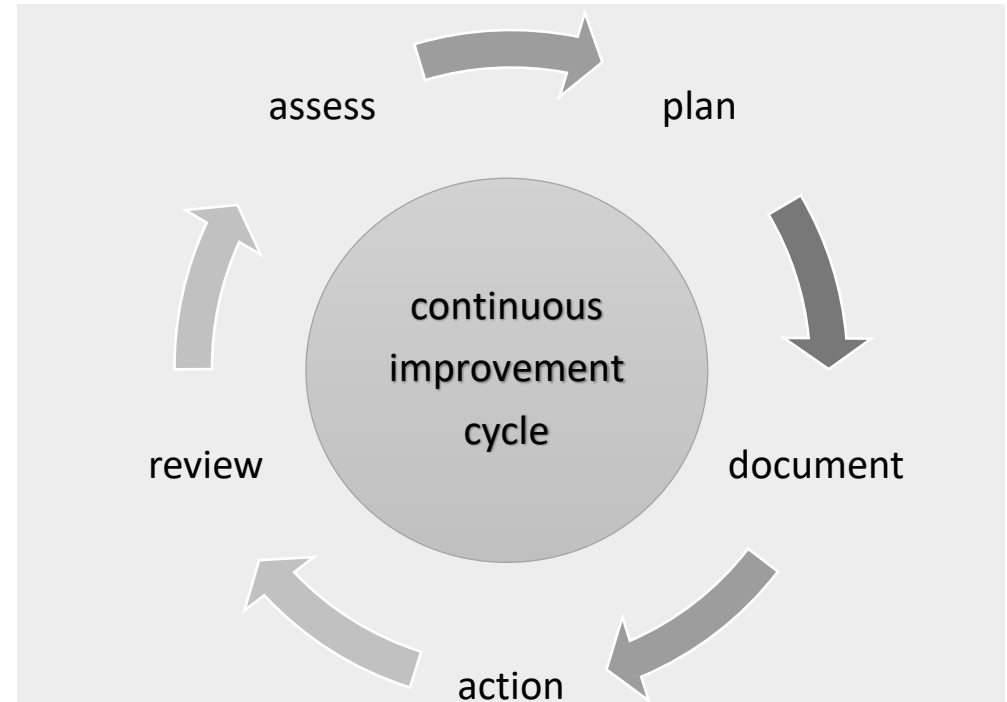 assess
plan
continuous
improvement
cycle
review
document
action